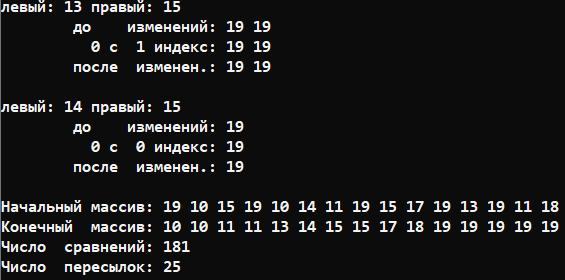 левый: 13 правый: 15
до    изменений: 19 19
0 с  1 индекс: 19 19
после  изменен.: 19 19
левый: 14 правый: 15
до    изменений: 19
0 с  0 индекс: 19
после  изменен.: 19
Начальный массив: 19 10 15 19 10 14 11 19 15 17 19 13 19 11 18
Конечный  массив: 10 10 11 11 13 14 15 15 17 18 19 19 19 19 19
Число  сравнений: 181
Число  пересылок: 25